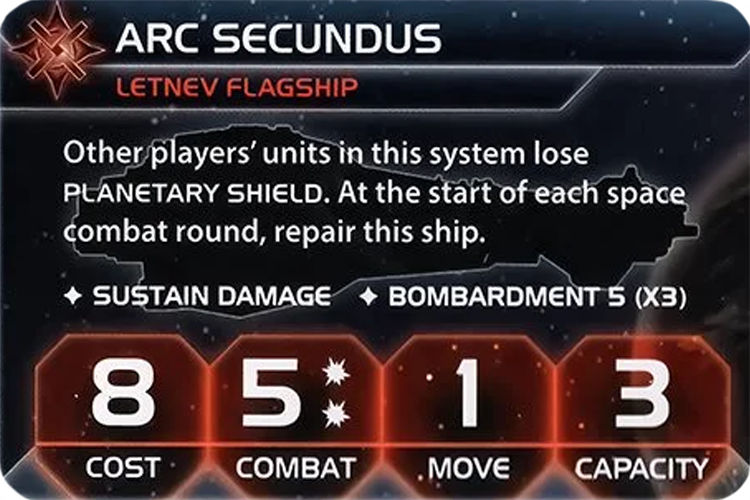 ARC SECUNDUS
LETNEV FLAGSHIP
Other players’ units in this system lose
PLANETARY SHIELD. At the start of each space
combat round, repair this ship.
✦ SUSTAIN DAMAGE ✦ BOMBARDMENT 5 (X3)
8 5 1 3
COST COMBAT MOVE CAPACITY